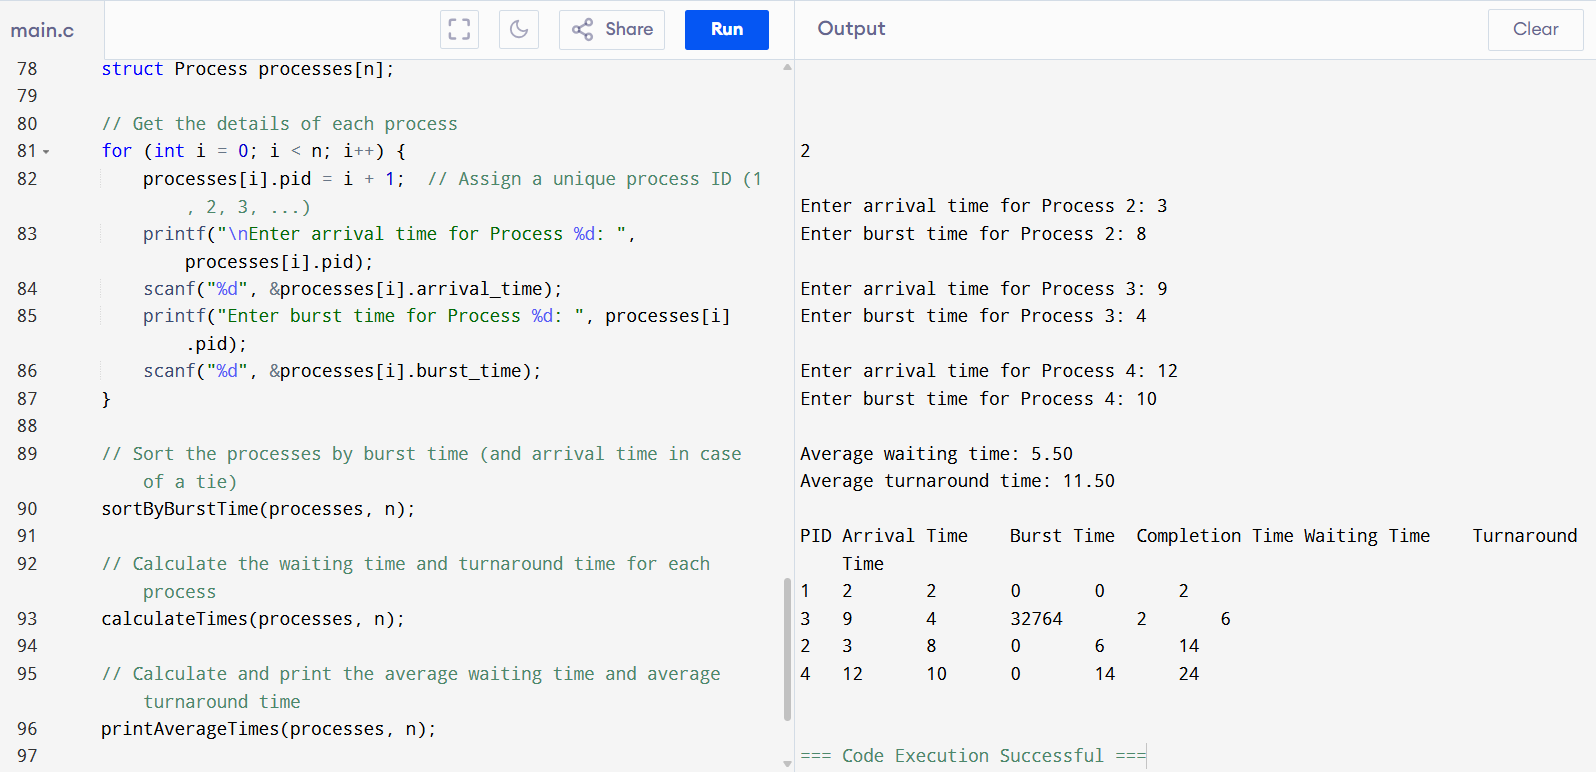 main.c
Share
Run
Output
Clear
78 struct Process processes[n];
79
80 // Get the details of each process
81 for (int i = 0; i < n; i++) {
82 processes[i].pid = i + 1;  // Assign a unique process ID (1
, 2, 3, ...)
83 printf("\nEnter arrival time for Process %d: ",
processes[i].pid);
84 scanf("%d", &processes[i].arrival_time);
85 printf("Enter burst time for Process %d: ", processes[i]
.pid);
86 scanf("%d", &processes[i].burst_time);
87 }
88
89 // Sort the processes by burst time (and arrival time in case
of a tie)
90 sortByBurstTime(processes, n);
91
92 // Calculate the waiting time and turnaround time for each
process
93 calculateTimes(processes, n);
94
95 // Calculate and print the average waiting time and average
turnaround time
96 printAverageTimes(processes, n);
97
2
Enter arrival time for Process 2: 3
Enter burst time for Process 2: 8
Enter arrival time for Process 3: 9
Enter burst time for Process 3: 4
Enter arrival time for Process 4: 12
Enter burst time for Process 4: 10
Average waiting time: 5.50
Average turnaround time: 11.50
PID Arrival Time    Burst Time  Completion Time Waiting Time    Turnaround
Time
1   2       2       0       0       2
3   9       4       32764       2       6
2   3       8       0       6       14
4   12      10      0       14      24
=== Code Execution Successful ===